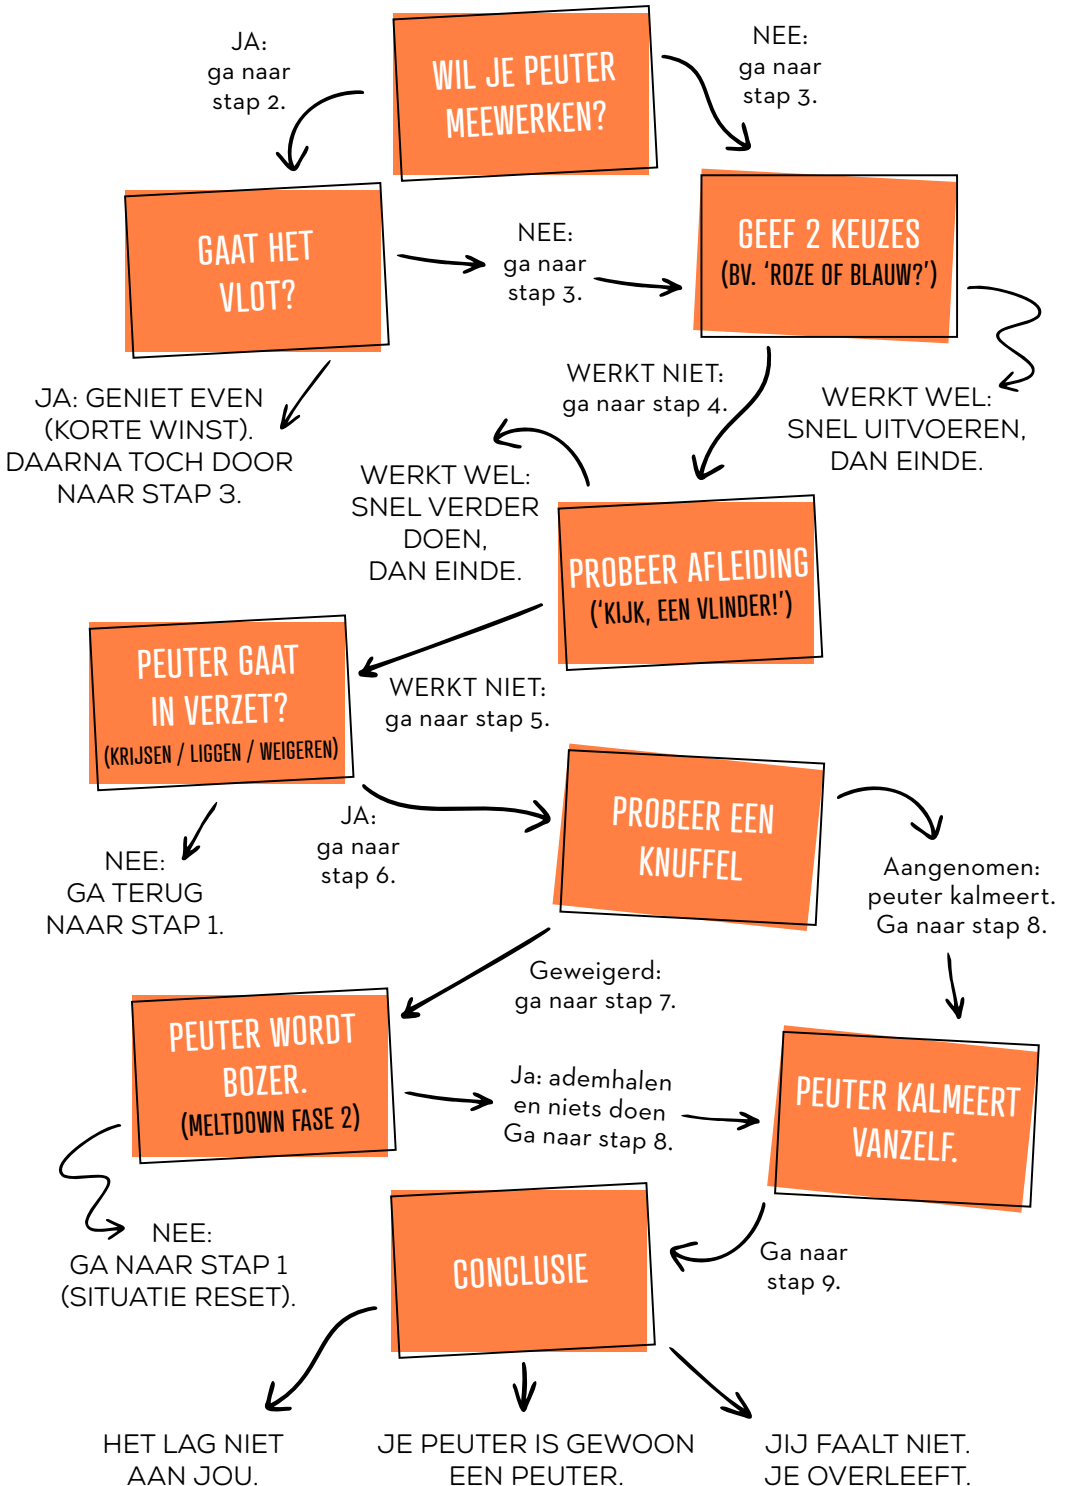 JA:
ga naar
stap 2.
WIL JE PEUTER
MEEWERKEN?
NEE:
ga naar
stap 3.
GAAT HET
VLOT?
NEE:
ga naar
stap 3.
GEEF 2 KEUZES
(BV. ‘ROZE OF BLAUW?’)
JA: GENIET EVEN
(KORTE WINST).
DAARNA TOCH DOOR
NAAR STAP 3.
WERKT NIET:
ga naar stap 4.
WERKT WEL:
SNEL UITVOEREN,
DAN EINDE.
WERKT WEL:
SNEL VERDER
DOEN,
DAN EINDE.
PROBEER AFLEIDING
(‘KIJK, EEN VLINDER!’)
PEUTER GAAT
IN VERZET?
(KRIJSEN / LIGGEN / WEIGEREN)
WERKT NIET:
ga naar stap 5.
NEE:
GA TERUG
NAAR STAP 1.
JA:
ga naar
stap 6.
PROBEER EEN
KNUFFEL
Aangenomen:
peuter kalmeert.
Ga naar stap 8.
Geweigerd:
ga naar stap 7.
PEUTER WORDT
BOZER.
(MELTDOWN FASE 2)
Ja: ademhalen
en niets doen
Ga naar stap 8.
PEUTER KALMEERT
VANZELF.
NEE:
GA NAAR STAP 1
(SITUATIE RESET).
CONCLUSIE
Ga naar
stap 9.
HET LAG NIET
AAN JOU.
JE PEUTER IS GEWOON
EEN PEUTER.
JIJ FAALT NIET.
JE OVERLEEFT.